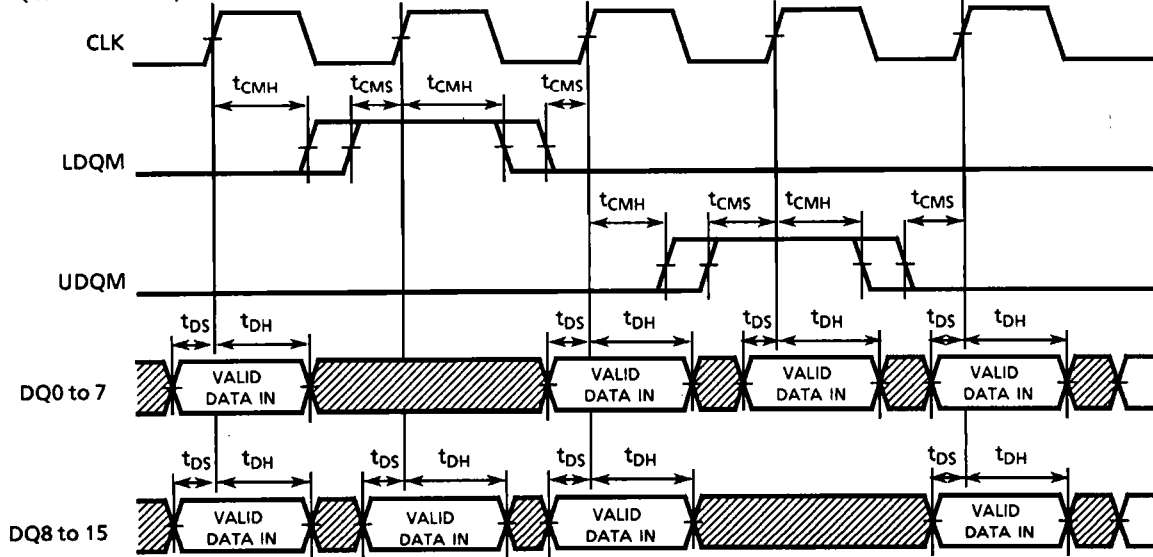 CLK
tCMH tCMS tCMH tCMS
LDQM
tCMH tCMS tCMH tCMS
UDQM
tDS tDH tDS tDH tDS tDH tDS tDH
DQ0 to 7
VALID DATA IN VALID DATA IN VALID DATA IN VALID DATA IN
tDS tDH tDS tDH tDS tDH tDS tDH
DQ8 to 15
VALID DATA IN VALID DATA IN VALID DATA IN VALID DATA IN